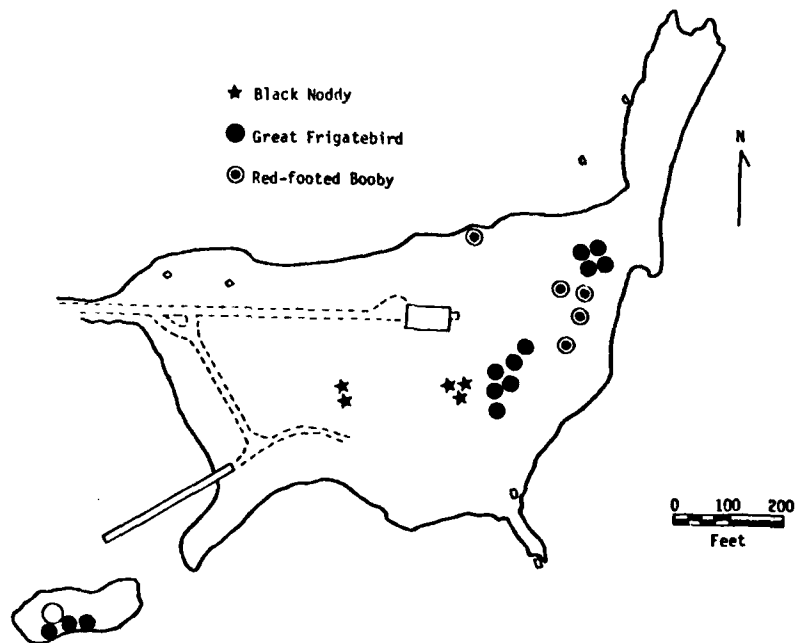 Black Noddy
Great Frigatebird
Red-footed Booby
N
0 100 200
Feet